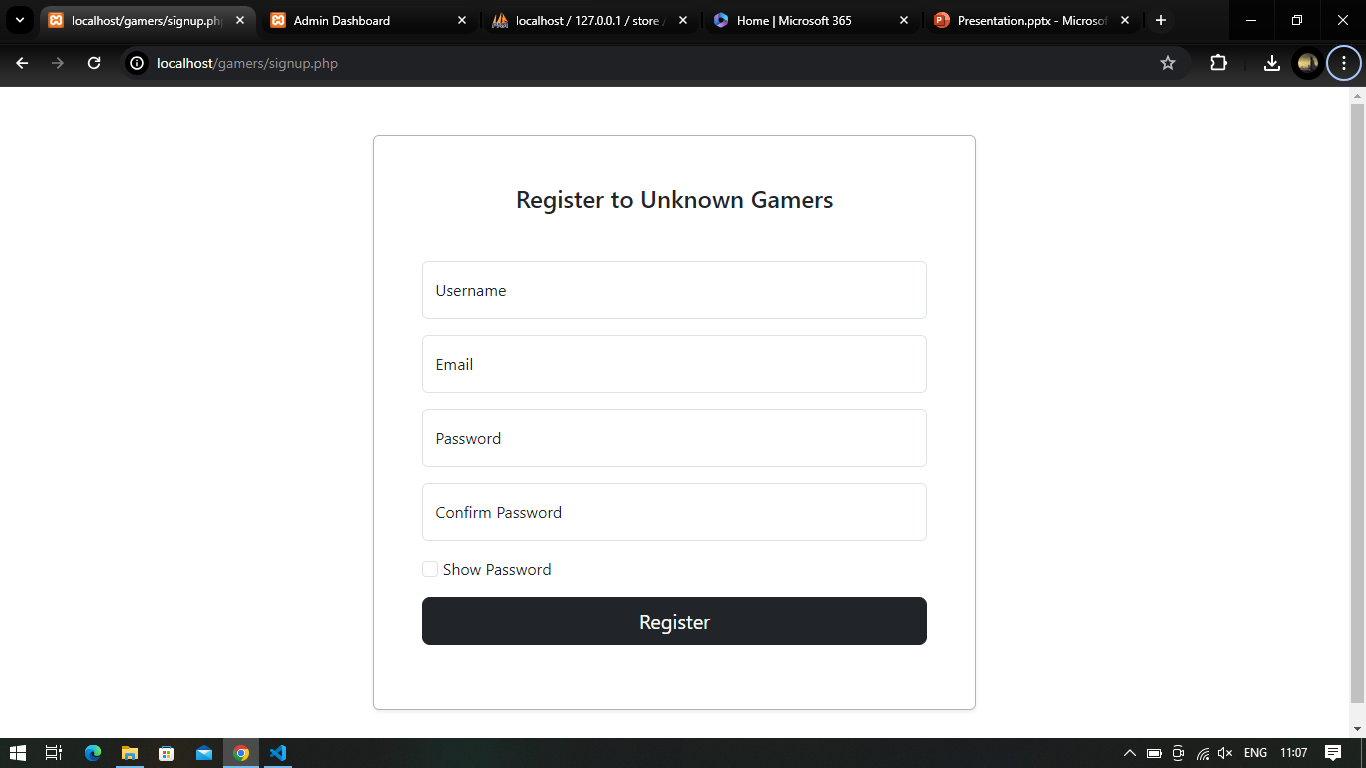 localhost/gamers/signup.ph
Admin Dashboard
localhost / 127.0.0.1 / store /
Home | Microsoft 365
Presentation.pptx - Microsof
localhost/gamers/signup.php
Register to Unknown Gamers
Username
Email
Password
Confirm Password
Show Password
Register
ENG 11:07